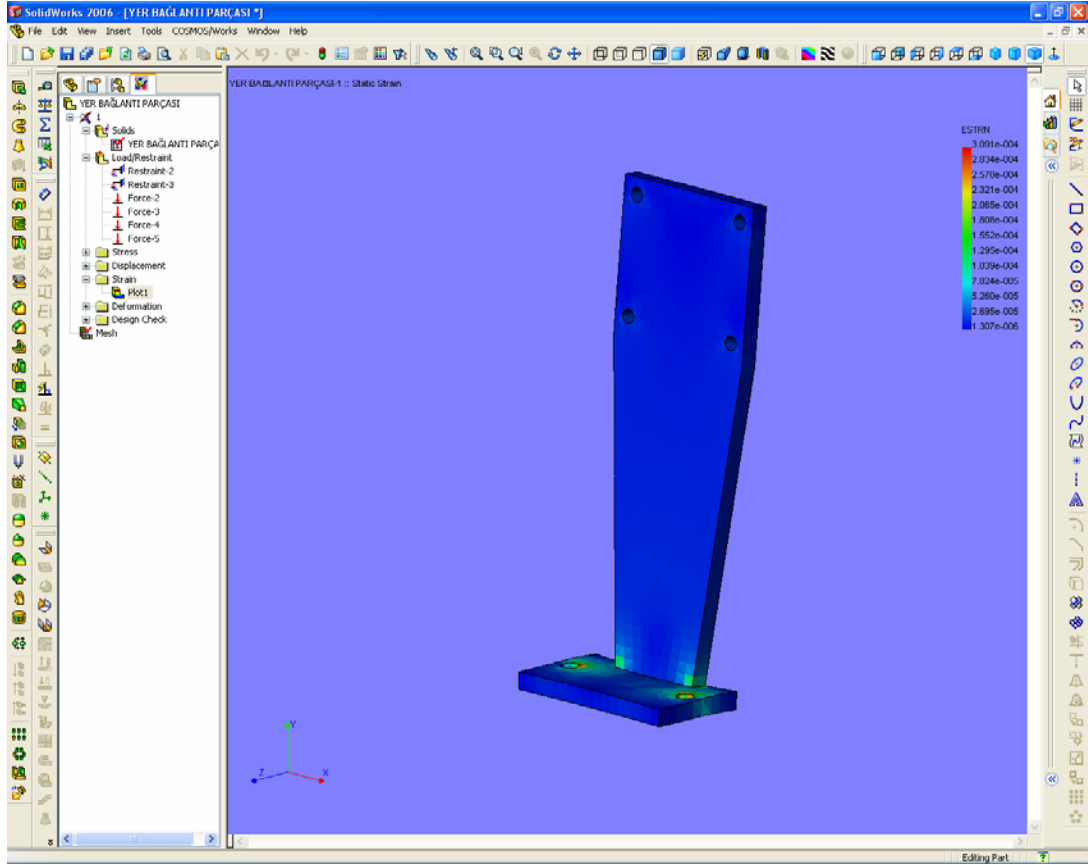 SolidWorks 2006 - [YER BAĞLANTI PARÇASI *]
File Edit View Insert Tools COSMOS/Works Window Help
YER BAĞLANTI PARÇASI
1
Solids
YER BAĞLANTI PARÇA
Load/Restraint
Restraint-2
Restraint-3
Force-2
Force-3
Force-4
Force-5
Stress
Displacement
Strain
Plot1
Deformation
Design Check
Mesh
YER BAĞLANTI PARÇASI-1 :: Static Strain
ESTRN
3.091e-004
2.834e-004
2.578e-004
2.321e-004
2.065e-004
1.808e-004
1.552e-004
1.295e-004
1.039e-004
7.824e-005
5.260e-005
2.695e-005
1.307e-006
Y
Z
X
Editing Part